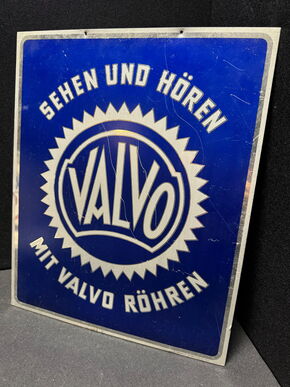 SEHEN UND HÖREN
VALVO
MIT VALVO RÖHREN